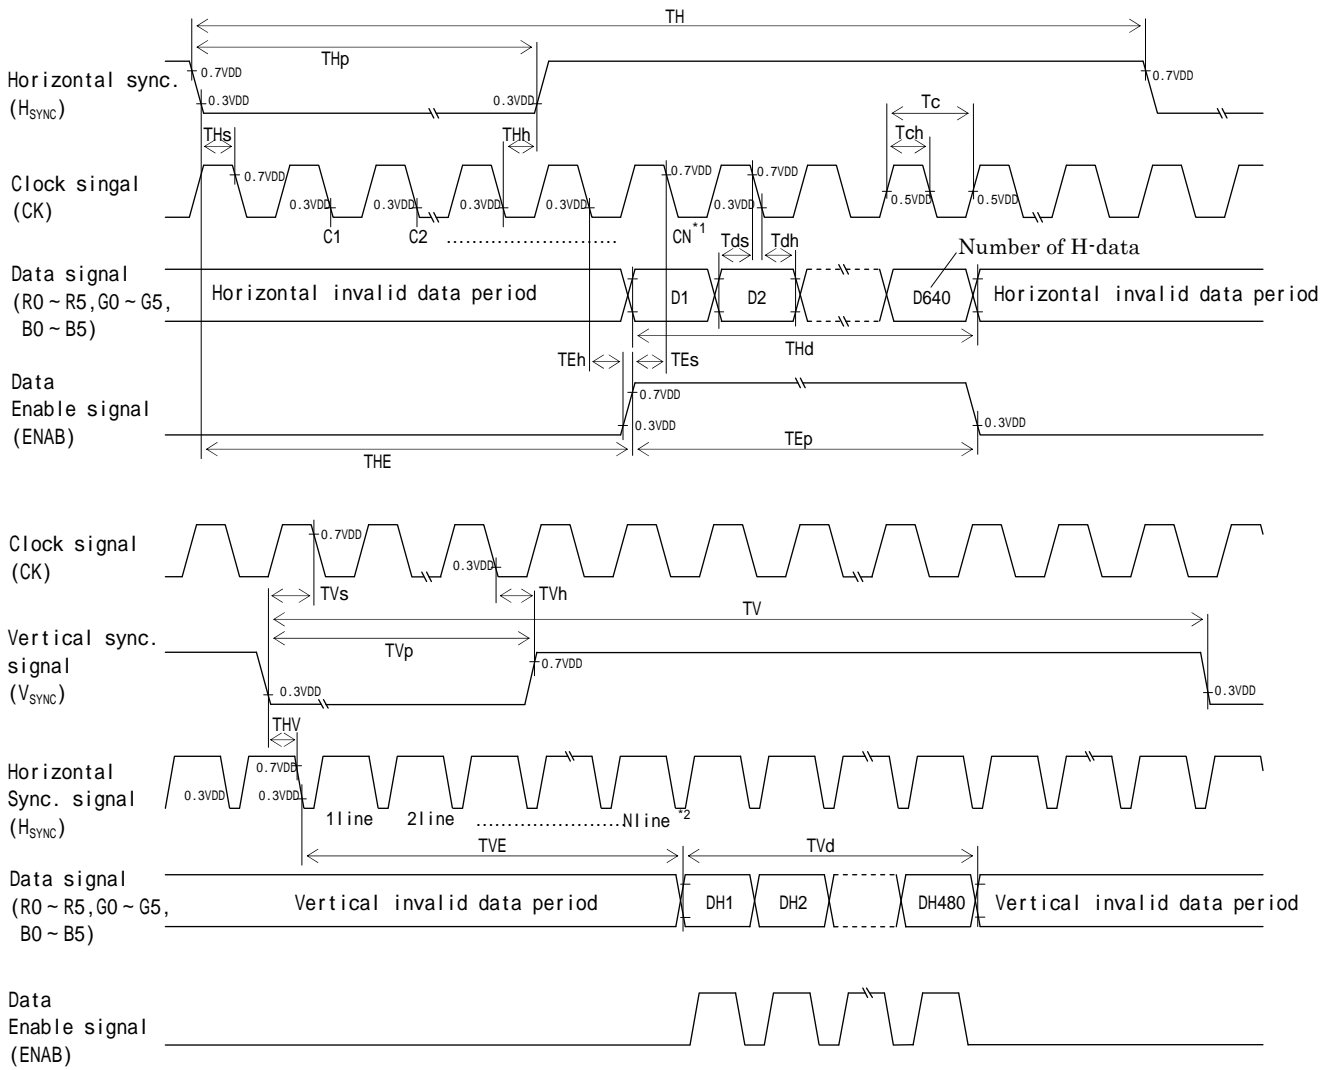 TH
THp
Horizontal sync.
(HSYNC)
0.7VDD
0.3VDD
0.3VDD
0.7VDD
THs
THh
Tc
Tch
Clock singal
(CK)
0.7VDD
0.3VDD
0.3VDD
0.3VDD
0.3VDD
0.7VDD
0.7VDD
0.3VDD
0.5VDD
0.5VDD
C1
C2
CN*1
Tds
Tdh
Number of H-data
Data signal
(R0~R5,G0~G5,
B0~B5)
Horizontal invalid data period
D1
D2
D640
Horizontal invalid data period
THd
TEh
TEs
Data
Enable signal
(ENAB)
0.7VDD
0.3VDD
0.3VDD
THE
TEp
Clock signal
(CK)
0.7VDD
0.3VDD
TVs
TVh
TV
TVp
Vertical sync.
signal
(VSYNC)
0.3VDD
0.7VDD
0.3VDD
THV
Horizontal
Sync. signal
(HSYNC)
0.7VDD
0.3VDD
0.3VDD
1line 2line ........................Nline*2
TVE
TVd
Data signal
(R0~R5,G0~G5,
B0~B5)
Vertical invalid data period
DH1
DH2
DH480
Vertical invalid data period
Data
Enable signal
(ENAB)